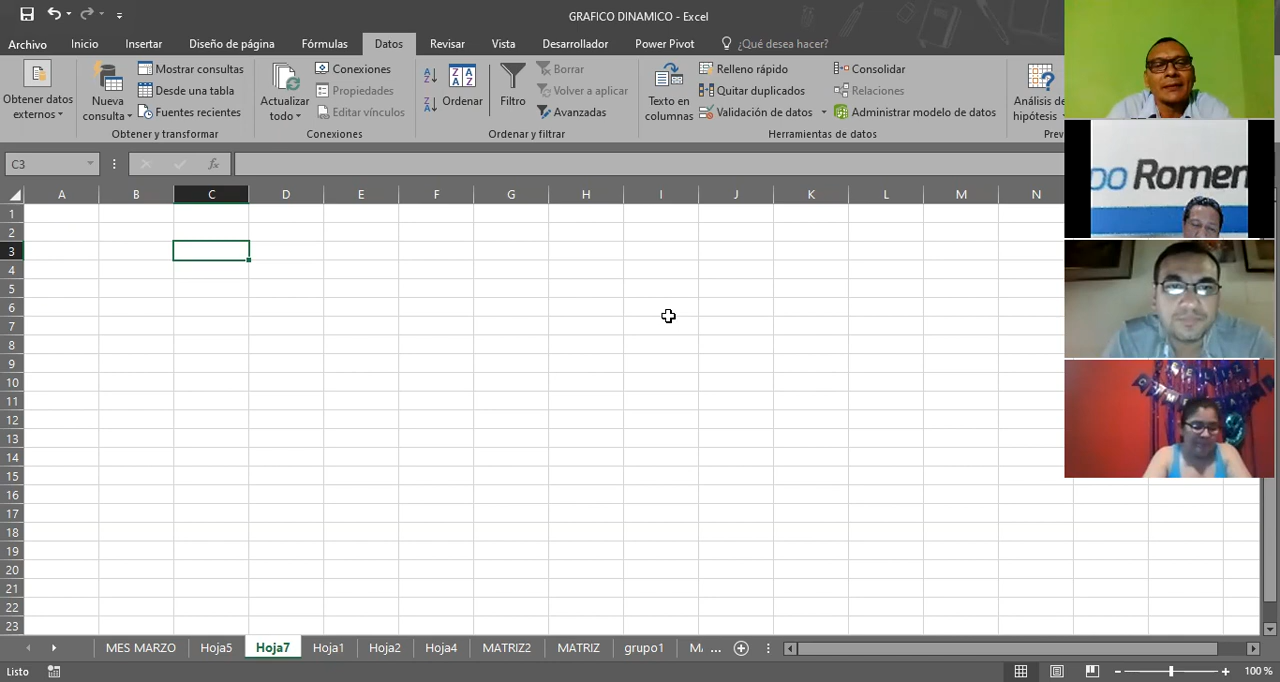 GRAFICO DINAMICO - Excel
Archivo Inicio Insertar Diseño de página Fórmulas Datos Revisar Vista Desarrollador Power Pivot ¿Qué desea hacer?
Obtener datos externos
Nueva consulta
Mostrar consultas
Desde una tabla
Fuentes recientes
Obtener y transformar
Actualizar todo
Conexiones
Propiedades
Editar vínculos
Conexiones
Ordenar
Filtro
Borrar
Volver a aplicar
Avanzadas
Ordenar y filtrar
Texto en columnas
Relleno rápido
Quitar duplicados
Validación de datos
Consolidar
Relaciones
Administrar modelo de datos
Herramientas de datos
Análisis de
hipótesis
Prev
C3
fx
A B C D E F G H I J K L M N
1
2
3
4
5
6
7
8
9
10
11
12
13
14
15
16
17
18
19
20
21
22
23
oo Romen
FELIZ
MES MARZO Hoja5 Hoja7 Hoja1 Hoja2 Hoja4 MATRIZ2 MATRIZ grupo1 M ...
Listo
100 %